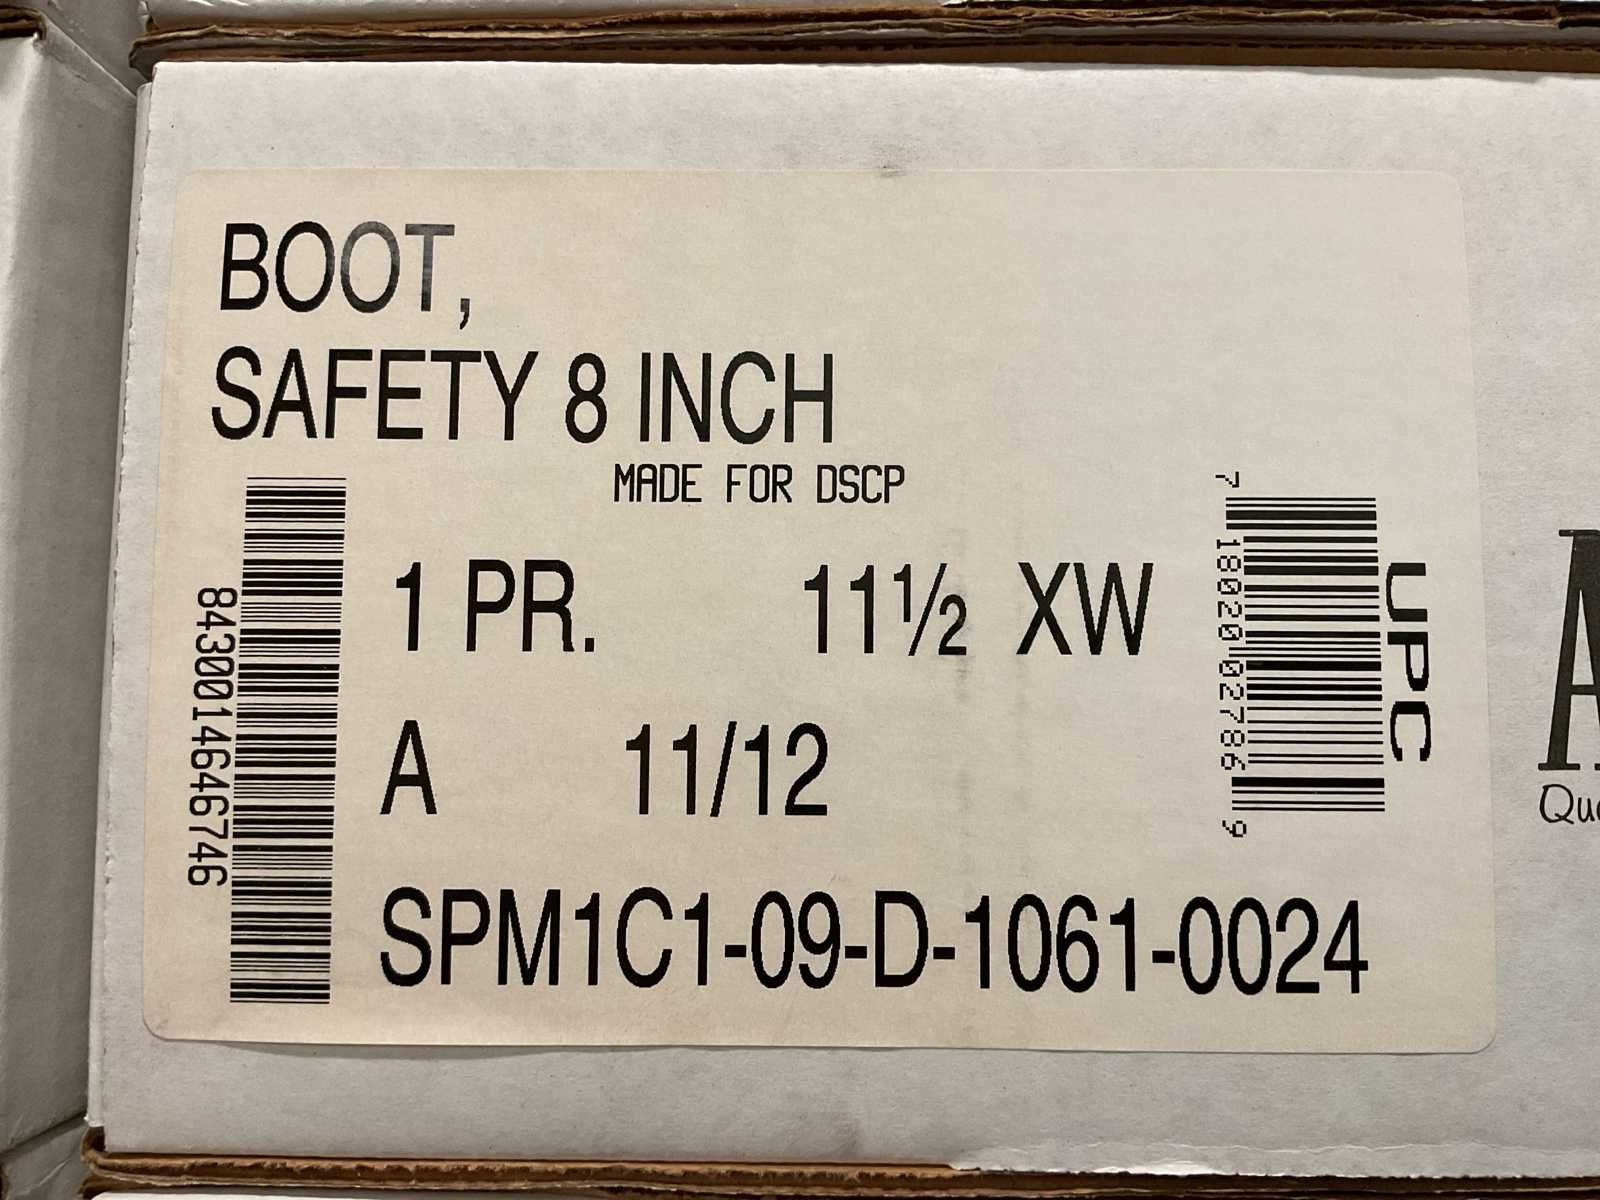 BOOT,
SAFETY 8 INCH
MADE FOR DSCP
1 PR. 11½ XW
A 11/12
SPM1C1-09-D-1061-0024
8430014646746
7 18020 02786 9
UPC